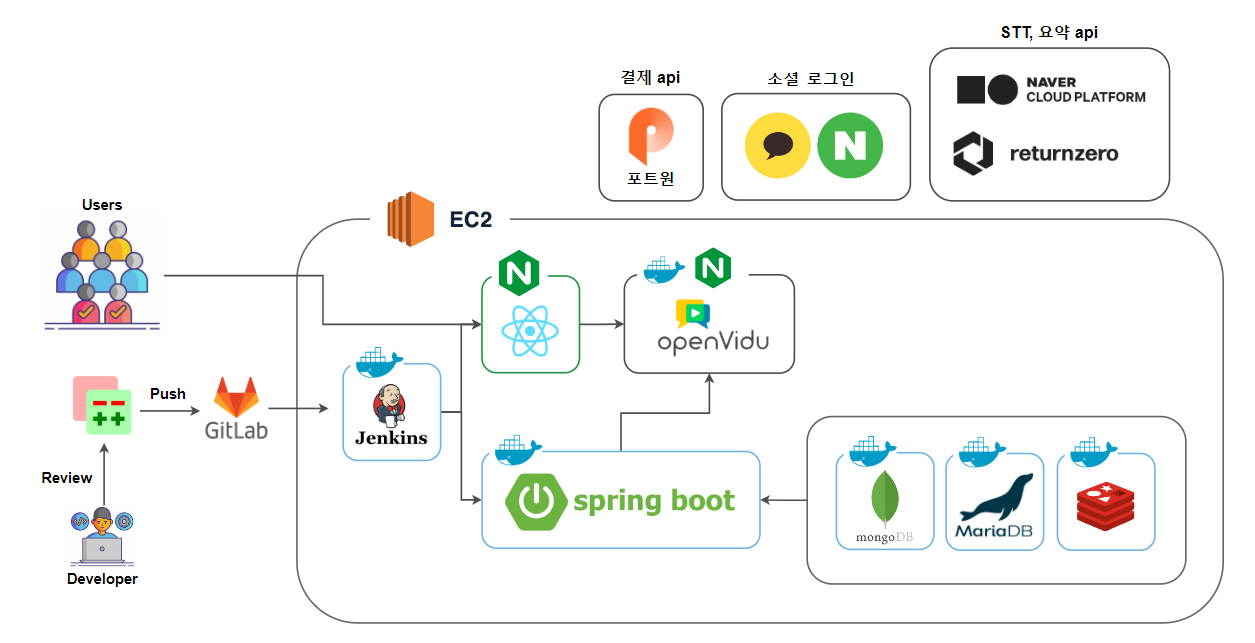 STT, 요약 api
결제 api
소셜 로그인
NAVER
CLOUD PLATFORM
N
returnzero
포트원
Users
EC2
N
N
openVidu
Push
GitLab
Jenkins
Review
spring boot
mongoDB
MariaDB
Developer